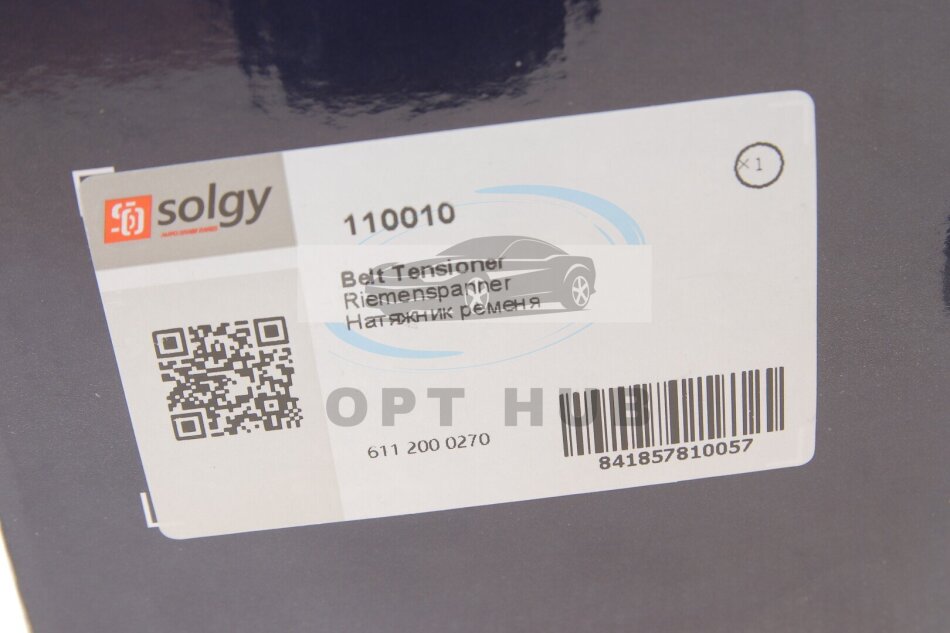 solgy
×1
110010
Belt Tensioner
Riemenspanner
Натяжник ременя
OPT HUB
611 200 0270
841857810057